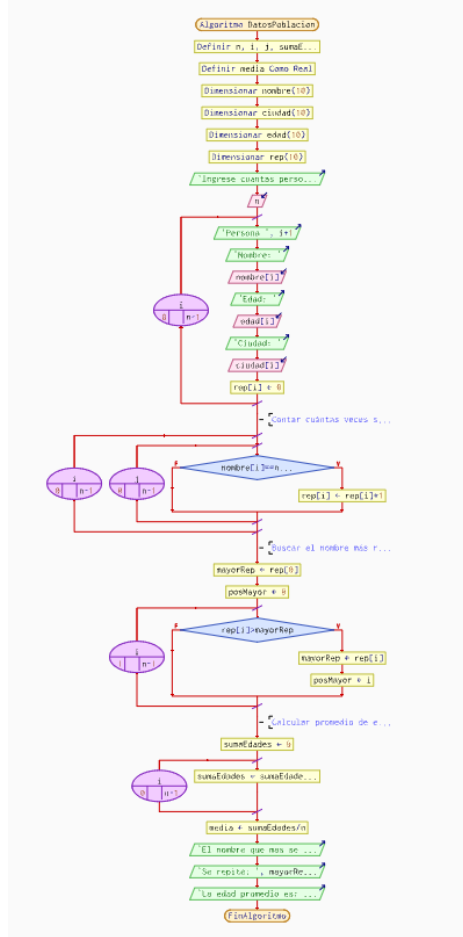 Algoritmo DatosPoblacion
Definir n, i, j, sumaE...
Definir media Como Real
Dimensionar nombre(10)
Dimensionar ciudad(10)
Dimensionar edad(10)
Dimensionar rep(10)
'Ingrese cuantas perso...
n
'Persona ', i+1
'Nombre: '
nombre[i]
'Edad: '
i
0 n-1
edad[i]
'Ciudad: '
ciudad[i]
rep[i] ← 0
Contar cuántas veces s...
F nombre[i]==n... V
i
0 n-1
j
0 n-1
rep[i] ← rep[i]+1
Buscar el nombre más r...
mayorRep ← rep[0]
posMayor ← 0
F rep[i]>mayorRep V
i
1 n-1
mayorRep ← rep[i]
posMayor ← i
Calcular promedio de e...
sumaEdades ← 0
sumaEdades ← sumaEdade...
i
0 n-1
media ← sumaEdades/n
'El nombre que mas se ...
'Se repite: ', mayorRe...
'La edad promedio es: ...
FinAlgoritmo